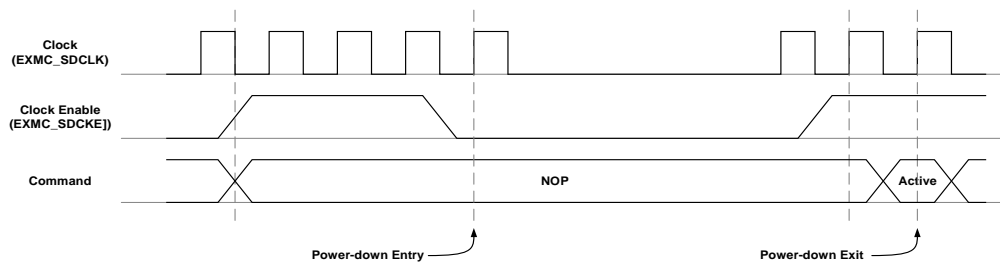 Clock
(EXMC_SDCLK)
Clock Enable
(EXMC_SDCKE])
Command
NOP
Active
Power-down Entry
Power-down Exit